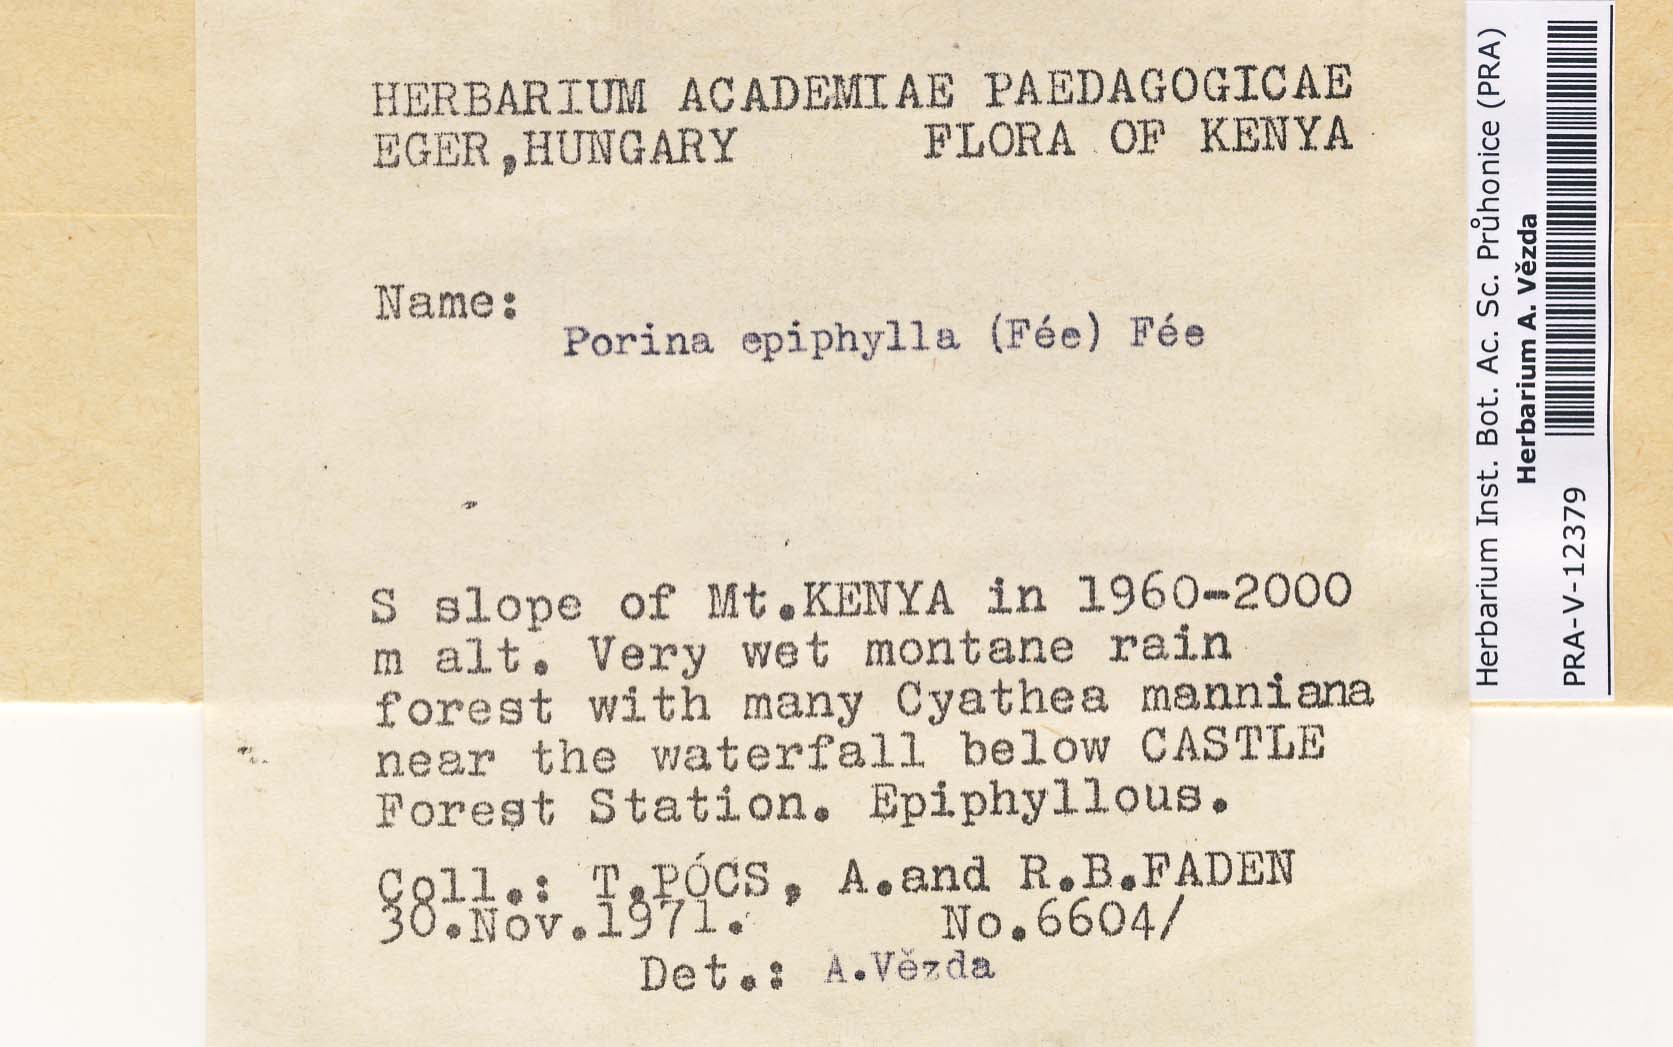 HERBARIUM ACADEMIAE PAEDAGOGICAE
EGER,HUNGARY FLORA OF KENYA
Name:
Porina epiphylla (Fée) Fée
S slope of Mt.KENYA in 1960-2000
m alt. Very wet montane rain
forest with many Cyathea manniana
near the waterfall below CASTLE
Forest Station. Epiphyllous.
Coll.: T.PÓCS, A.and R.B.FADEN
30.Nov.1971. No.6604/
Det.: A.Vězda
Herbarium Inst. Bot. Ac. Sc. Průhonice (PRA)
Herbarium A. Vězda
PRA-V-12379